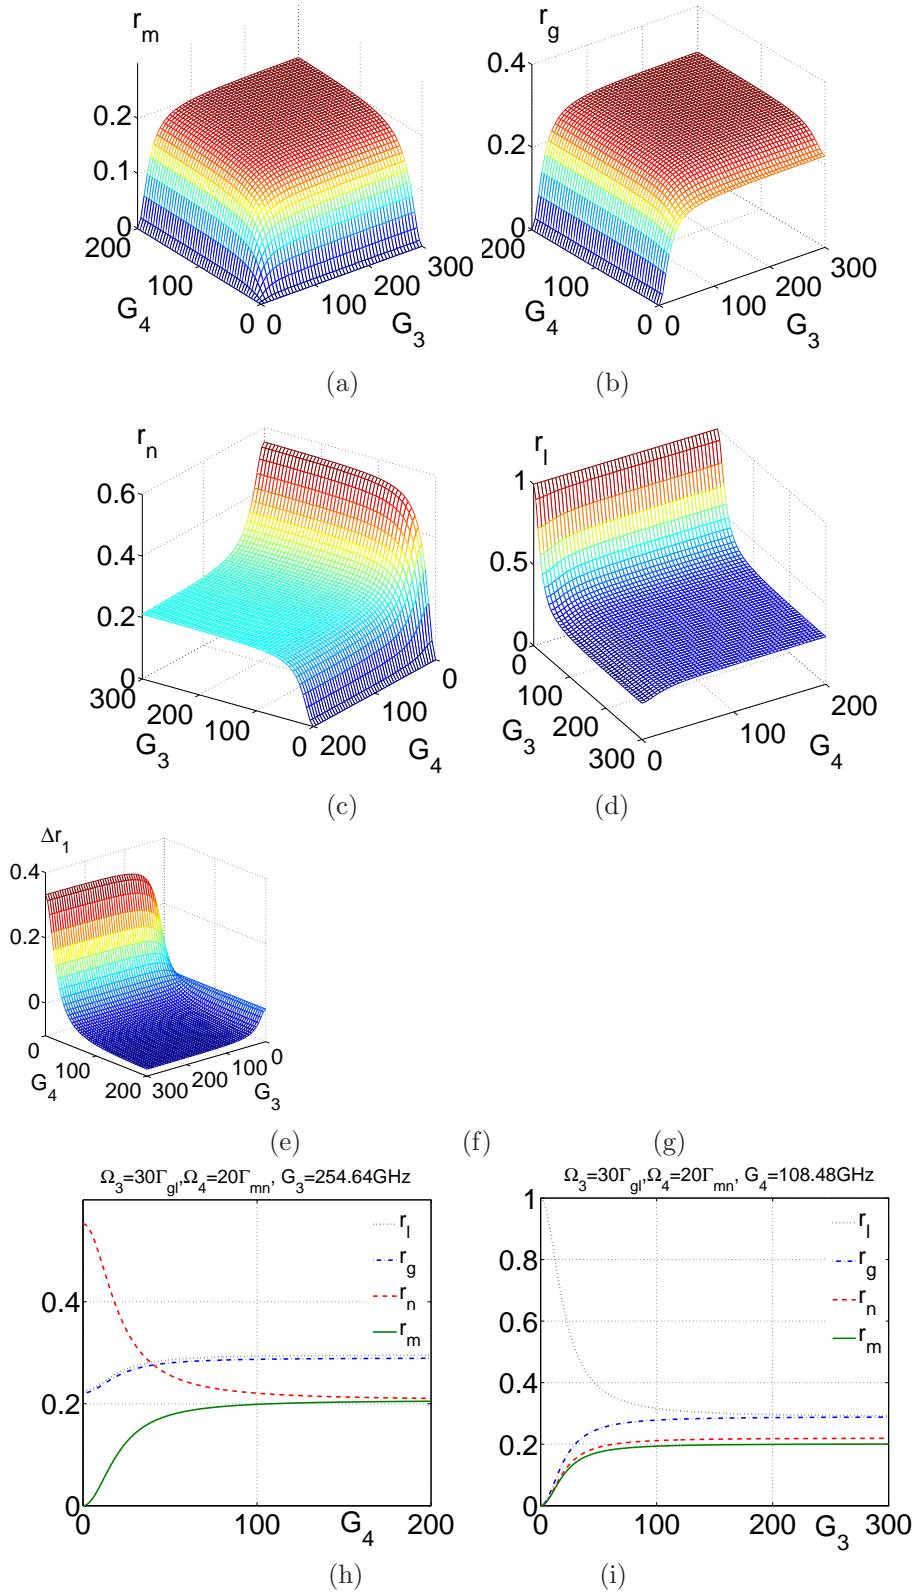 r_m
0.2
0.1
0
200
100
0
G_4
0
100
200
300
G_3
(a)
r_g
0.4
0.2
0
200
100
0
G_4
0
100
200
300
G_3
(b)
r_n
0.6
0.4
0.2
0
300
200
100
0
G_3
200
100
0
G_4
(c)
r_l
1
0.5
0
0
100
200
300
G_3
0
100
200
G_4
(d)
Δr_1
0.4
0.2
0
0
100
200
G_4
300
200
100
0
G_3
(e)
(f)
(g)
Ω_3=30Γ_gl,Ω_4=20Γ_mn, G_3=254.64GHz
r_l
r_g
r_n
r_m
0.4
0.2
0
0
100
200
G_4
(h)
Ω_3=30Γ_gl,Ω_4=20Γ_mn, G_4=108.48GHz
r_l
r_g
r_n
r_m
1
0.8
0.6
0.4
0.2
0
0
100
200
300
G_3
(i)